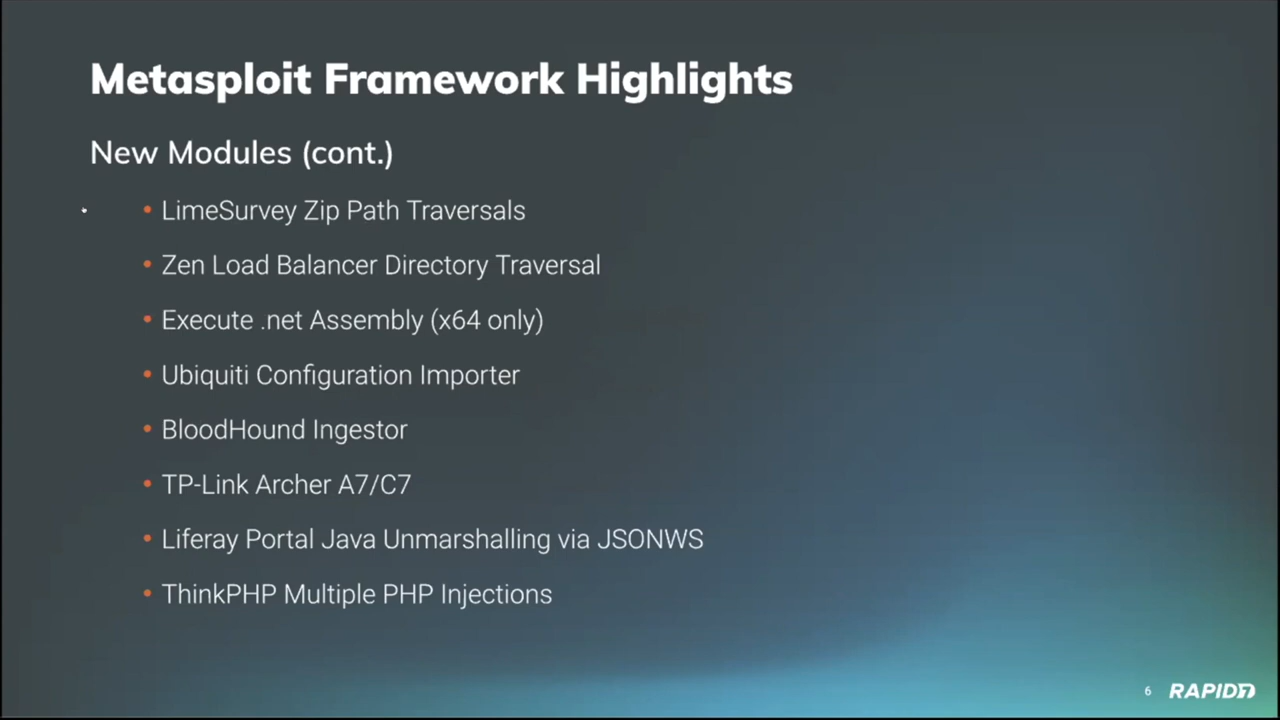 Metasploit Framework Highlights
New Modules (cont.)
• LimeSurvey Zip Path Traversals
• Zen Load Balancer Directory Traversal
• Execute .net Assembly (x64 only)
• Ubiquiti Configuration Importer
• BloodHound Ingestor
• TP-Link Archer A7/C7
• Liferay Portal Java Unmarshalling via JSONWS
• ThinkPHP Multiple PHP Injections
6 RAPID7